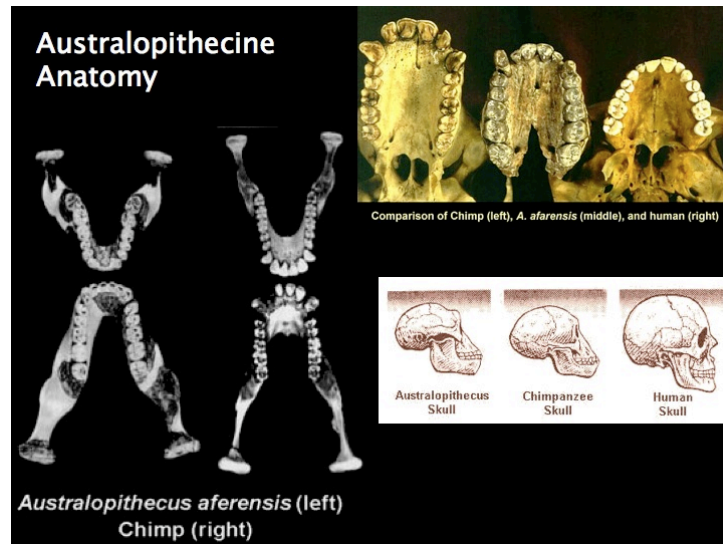 Australopithecine
Anatomy
Comparison of Chimp (left), A. afarensis (middle), and human (right)
Australopithecus
Skull
Chimpanzee
Skull
Human
Skull
Australopithecus aferensis (left)
Chimp (right)